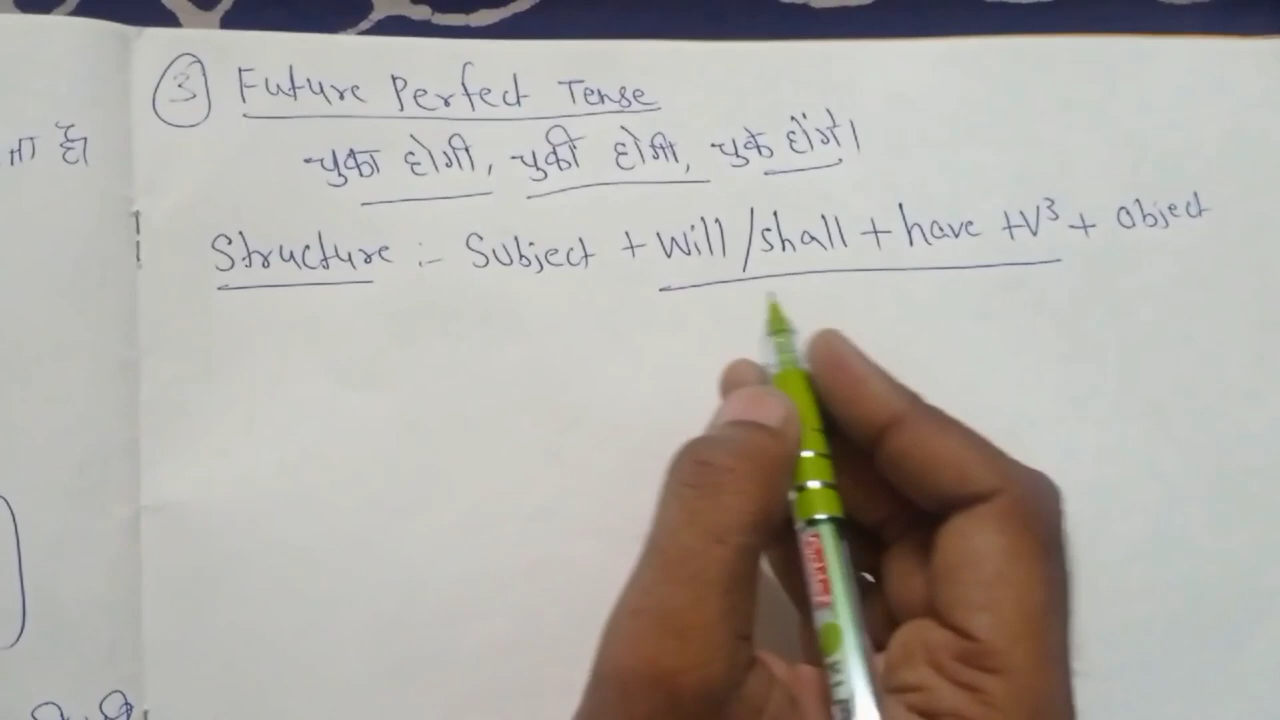 ③ Future Perfect Tense
चुका होगी, चुकी होगी, चुके होंगे।
ता है।
Structure :- Subject + Will/shall + have + V³ + Object